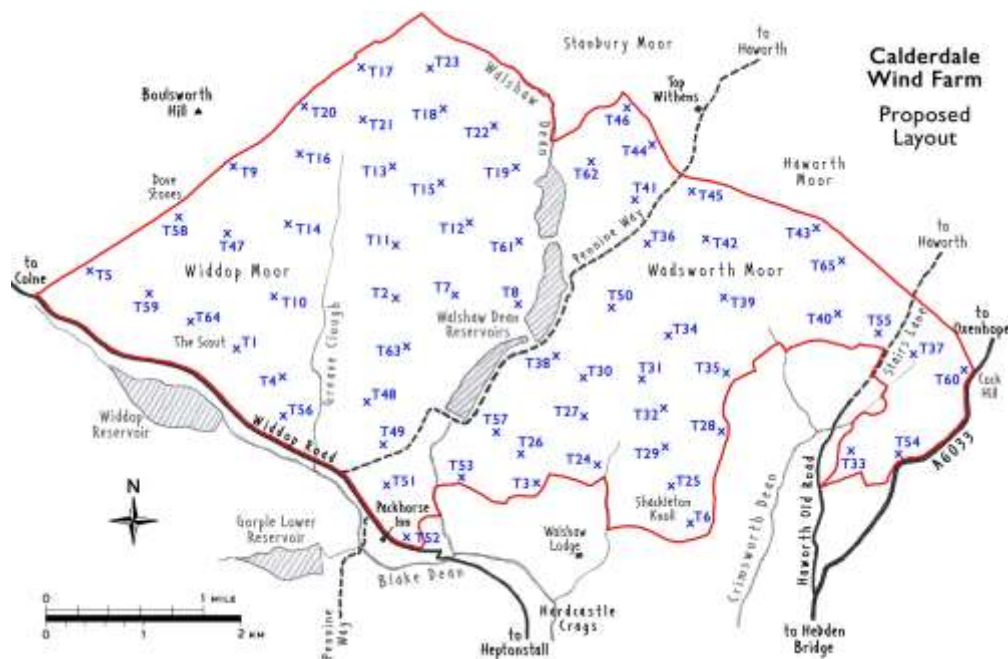 Calderdale
Wind Farm
Proposed
Layout
to
Haworth
Stanbury Moor
Top
Withens
Walshaw
Dean
Boulsworth
Hill
T17
T23
T20
T21
T18
T22
T46
T44
T9
T16
T13
T15
T19
T62
T41
T45
Haworth
Moor
Dove
Stones
T58
T47
T14
T11
T12
T61
T36
T42
T43
to
Haworth
to
Colne
T5
Widdop Moor
Pennine Way
Wadsworth Moor
T65
T59
T10
T2
T7
T8
T50
T39
T64
The Scout
T1
Grease Clough
Walshaw Dean
Reservoirs
T34
T40
T55
Stairs Lane
to
Oxenhope
T63
T38
T37
T4
T30
T31
T35
T60
Cock
Hill
T56
T48
Widdop
Reservoir
Widdop Road
T49
T57
T27
T32
T28
T26
T29
T24
T33
T54
A6033
N
T51
T53
T3
T25
Shackleton
Knoll
T6
Packhorse
Inn
T52
Gorple Lower
Reservoir
Walshaw
Lodge
Crimsworth Dean
Haworth Old Road
Blake Dean
Pennine
Way
Hardcastle
Crags
0 1 MILE
0 1 2 KM
to
Heptonstall
to Hebden
Bridge